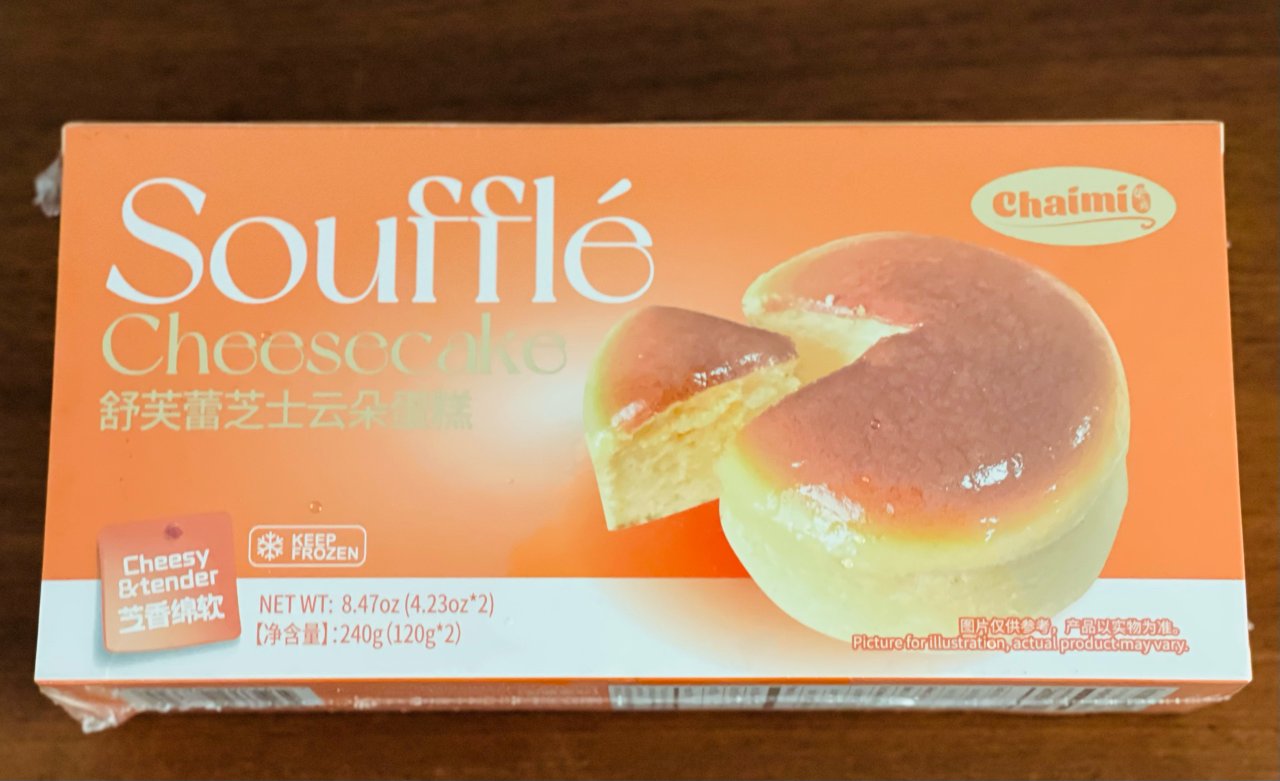 Soufflé
Chaimi
Cheesecake
舒芙蕾芝士云朵蛋糕
Cheesy
&tender
芝香绵软
KEEP
FROZEN
NET WT: 8.47oz (4.23oz*2)
【净含量】:240g (120g*2)
图片仅供参考，产品以实物为准。
Picture for illustration, actual product may vary.